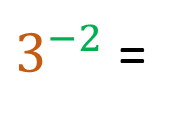 3⁻² =